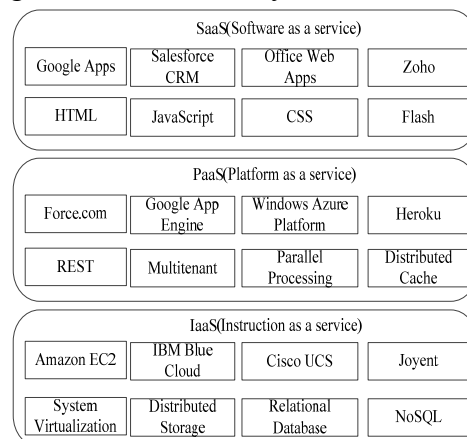 SaaS(Software as a service)
Google Apps
Salesforce
CRM
Office Web
Apps
Zoho
HTML
JavaScript
CSS
Flash
PaaS(Platform as a service)
Force.com
Google App
Engine
Windows Azure
Platform
Heroku
REST
Multitenant
Parallel
Processing
Distributed
Cache
IaaS(Instruction as a service)
Amazon EC2
IBM Blue
Cloud
Cisco UCS
Joyent
System
Virtualization
Distributed
Storage
Relational
Database
NoSQL